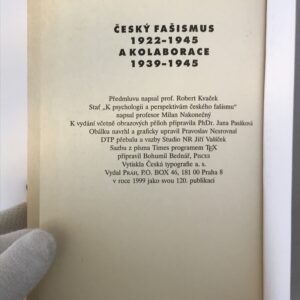 ČESKÝ FAŠISMUS
1922–1945
A KOLABORACE
1939–1945
Předmluvu napsal prof. Robert Kvaček
Stať „K psychologii a perspektivám českého fašismu"
napsal profesor Milan Nakonečný
K vydání včetně obrazových příloh připravila PhDr. Jana Pasáková
Obálku navrhl a graficky upravil Pravoslav Nesrovnal
DTP přebalu a vazby Studio NR Jiří Vašíček
Sazbu z písma Times programem TEX
připravil Bohumil Bednář, PISCES
Vytiskla Česká typografie a. s.
Vydal PRAH, P.O. BOX 46, 181 00 Praha 8
v roce 1999 jako svou 120. publikaci